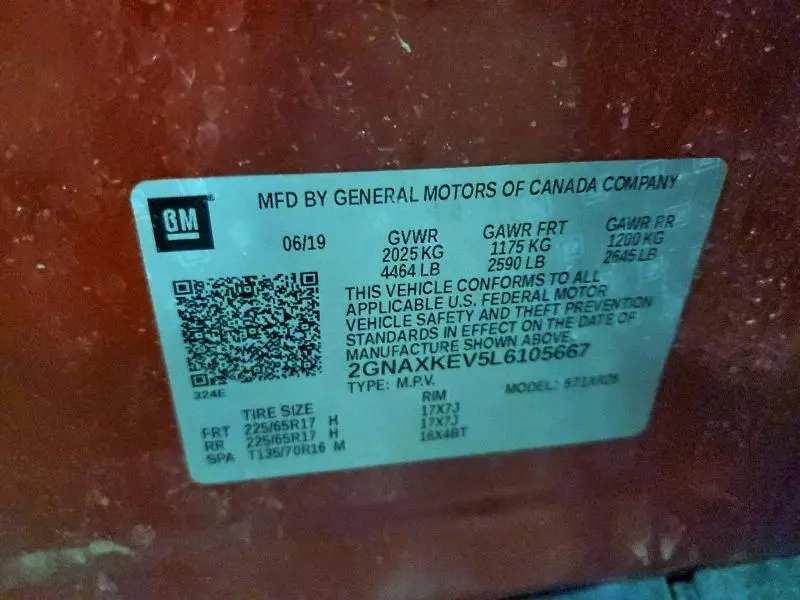 GM
MFD BY GENERAL MOTORS OF CANADA COMPANY
06/19
GVWR GAWR FRT GAWR RR
2025 KG 1175 KG 1200 KG
4464 LB 2590 LB 2645 LB
THIS VEHICLE CONFORMS TO ALL
APPLICABLE U.S. FEDERAL MOTOR
VEHICLE SAFETY AND THEFT PREVENTION
STANDARDS IN EFFECT ON THE DATE OF
MANUFACTURE SHOWN ABOVE.
2GNAXKEV5L6105667
TYPE: M.P.V. MODEL:
324E
TIRE SIZE RIM
FRT 225/65R17 H 17X7J
RR 225/65R17 H 17X7J
SPA T135/70R16 M 16X4BT